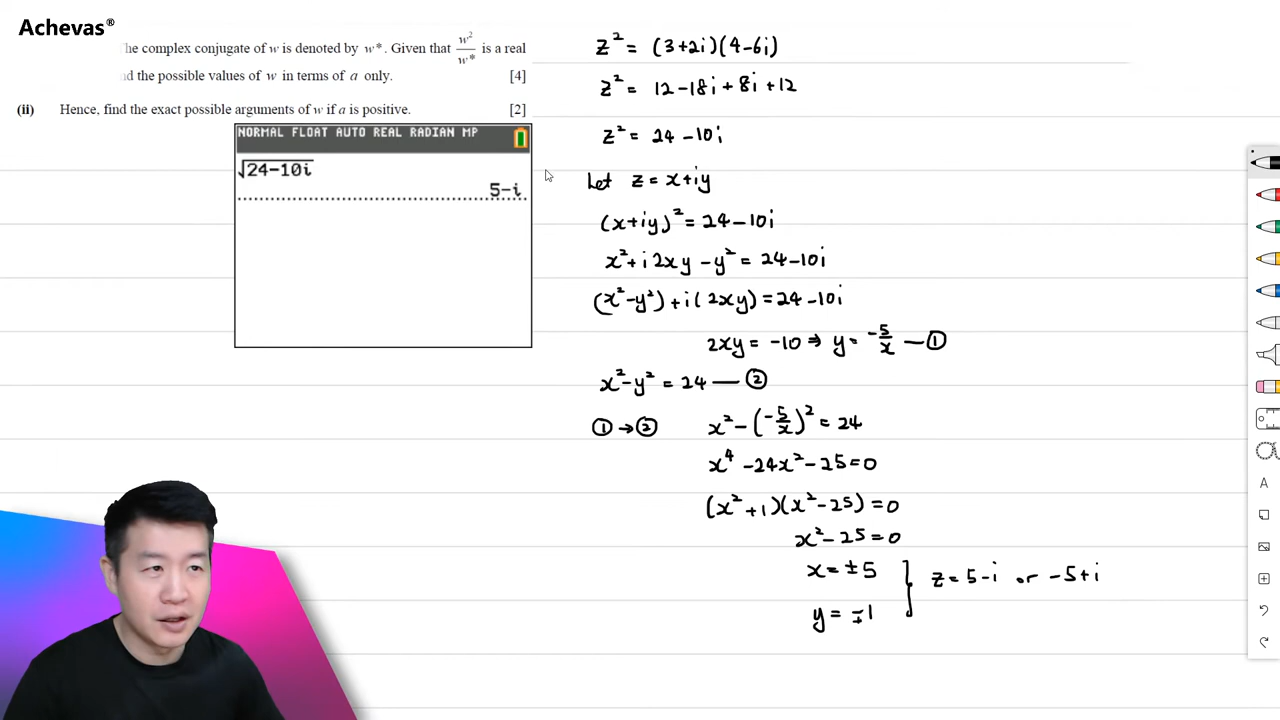 Achevas®
he complex conjugate of w is denoted by w*. Given that w²/w* is a real
d the possible values of w in terms of a only. [4]
(ii) Hence, find the exact possible arguments of w if a is positive. [2]
NORMAL FLOAT AUTO REAL RADIAN MP
√24-10i
5-i
z² = (3+2i)(4-6i)
z² = 12-18i+8i+12
z² = 24-10i
Let z = x+iy
(x+iy)² = 24-10i
x²+i2xy-y² = 24-10i
(x²-y²)+i(2xy) = 24-10i
2xy = -10 ⇒ y = -5/x — ①
x²-y² = 24 — ②
① → ② x²-(-5/x)² = 24
x⁴-24x²-25=0
(x²+1)(x²-25)=0
x²-25=0
x=±5
y=∓1
} z=5-i or -5+i
A